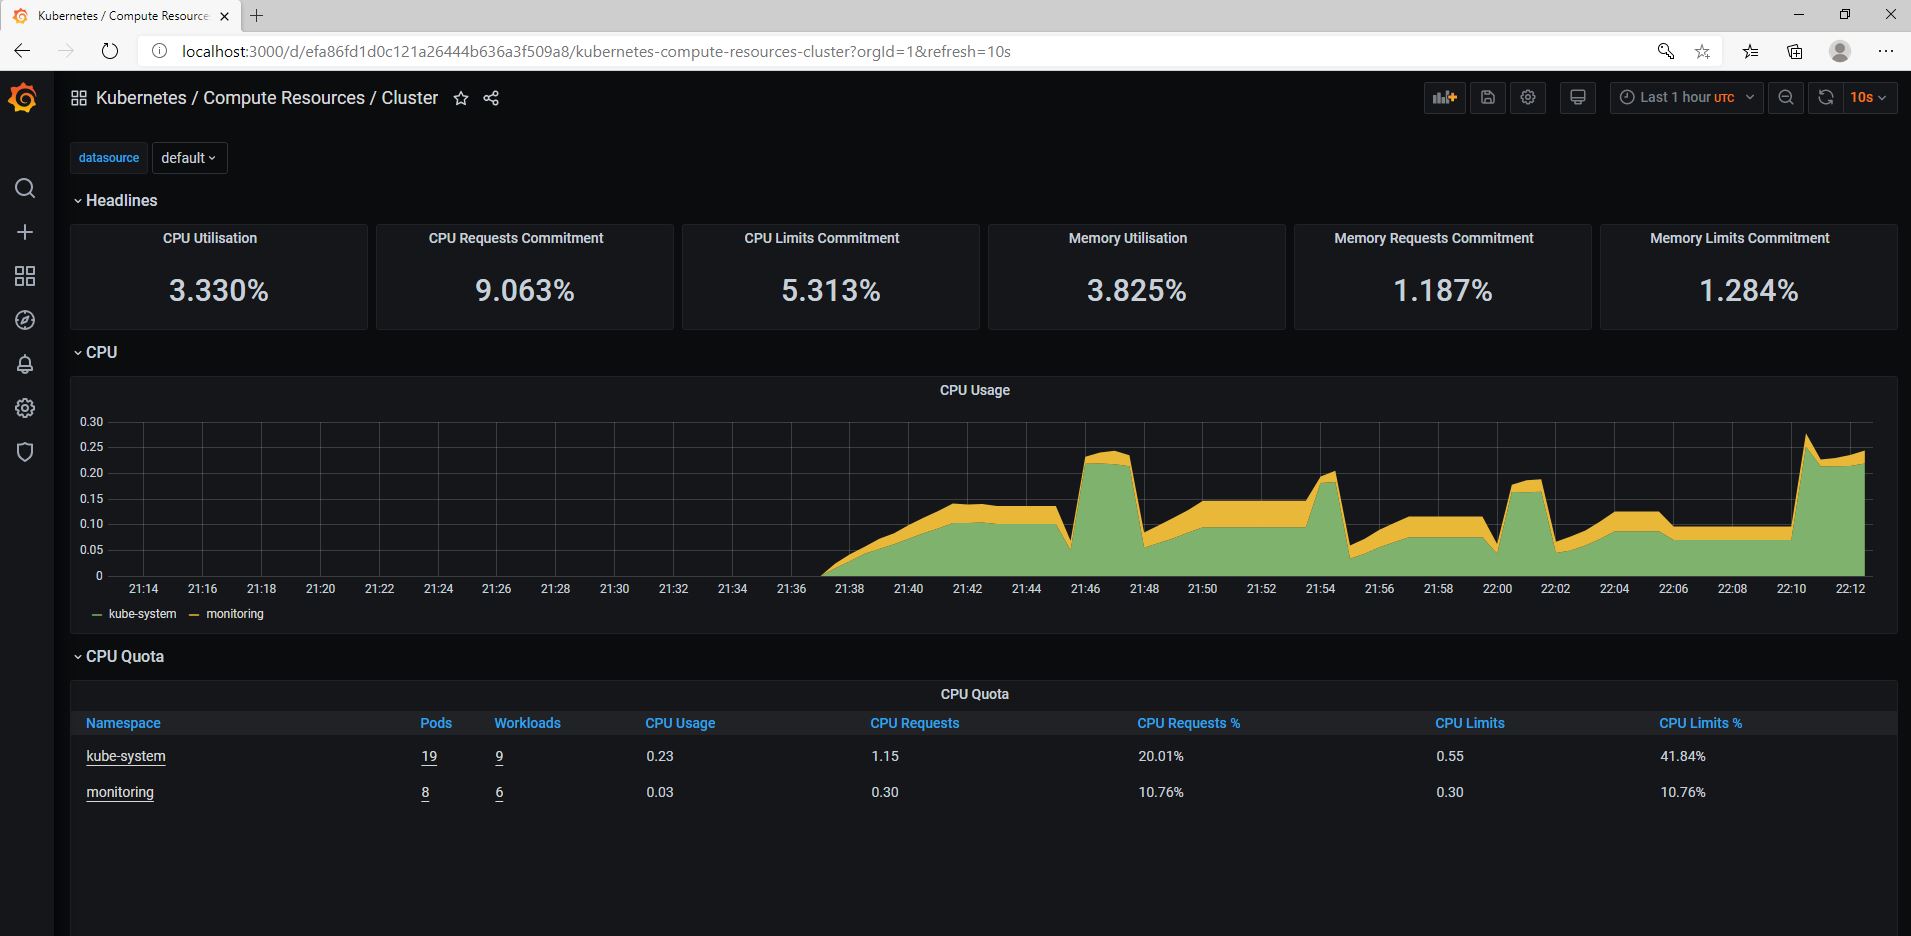 Kubernetes / Compute Resource
localhost:3000/d/efa86fd1d0c121a26444b636a3f509a8/kubernetes-compute-resources-cluster?orgId=1&refresh=10s
Kubernetes / Compute Resources / Cluster
Last 1 hour UTC
10s
datasource default
Headlines
CPU Utilisation CPU Requests Commitment CPU Limits Commitment Memory Utilisation Memory Requests Commitment Memory Limits Commitment
3.330% 9.063% 5.313% 3.825% 1.187% 1.284%
CPU
CPU Usage
0.30
0.25
0.20
0.15
0.10
0.05
0
21:14 21:16 21:18 21:20 21:22 21:24 21:26 21:28 21:30 21:32 21:34 21:36 21:38 21:40 21:42 21:44 21:46 21:48 21:50 21:52 21:54 21:56 21:58 22:00 22:02 22:04 22:06 22:08 22:10 22:12
kube-system monitoring
CPU Quota
CPU Quota
Namespace Pods Workloads CPU Usage CPU Requests CPU Requests % CPU Limits CPU Limits %
kube-system 19 9 0.23 1.15 20.01% 0.55 41.84%
monitoring 8 6 0.03 0.30 10.76% 0.30 10.76%